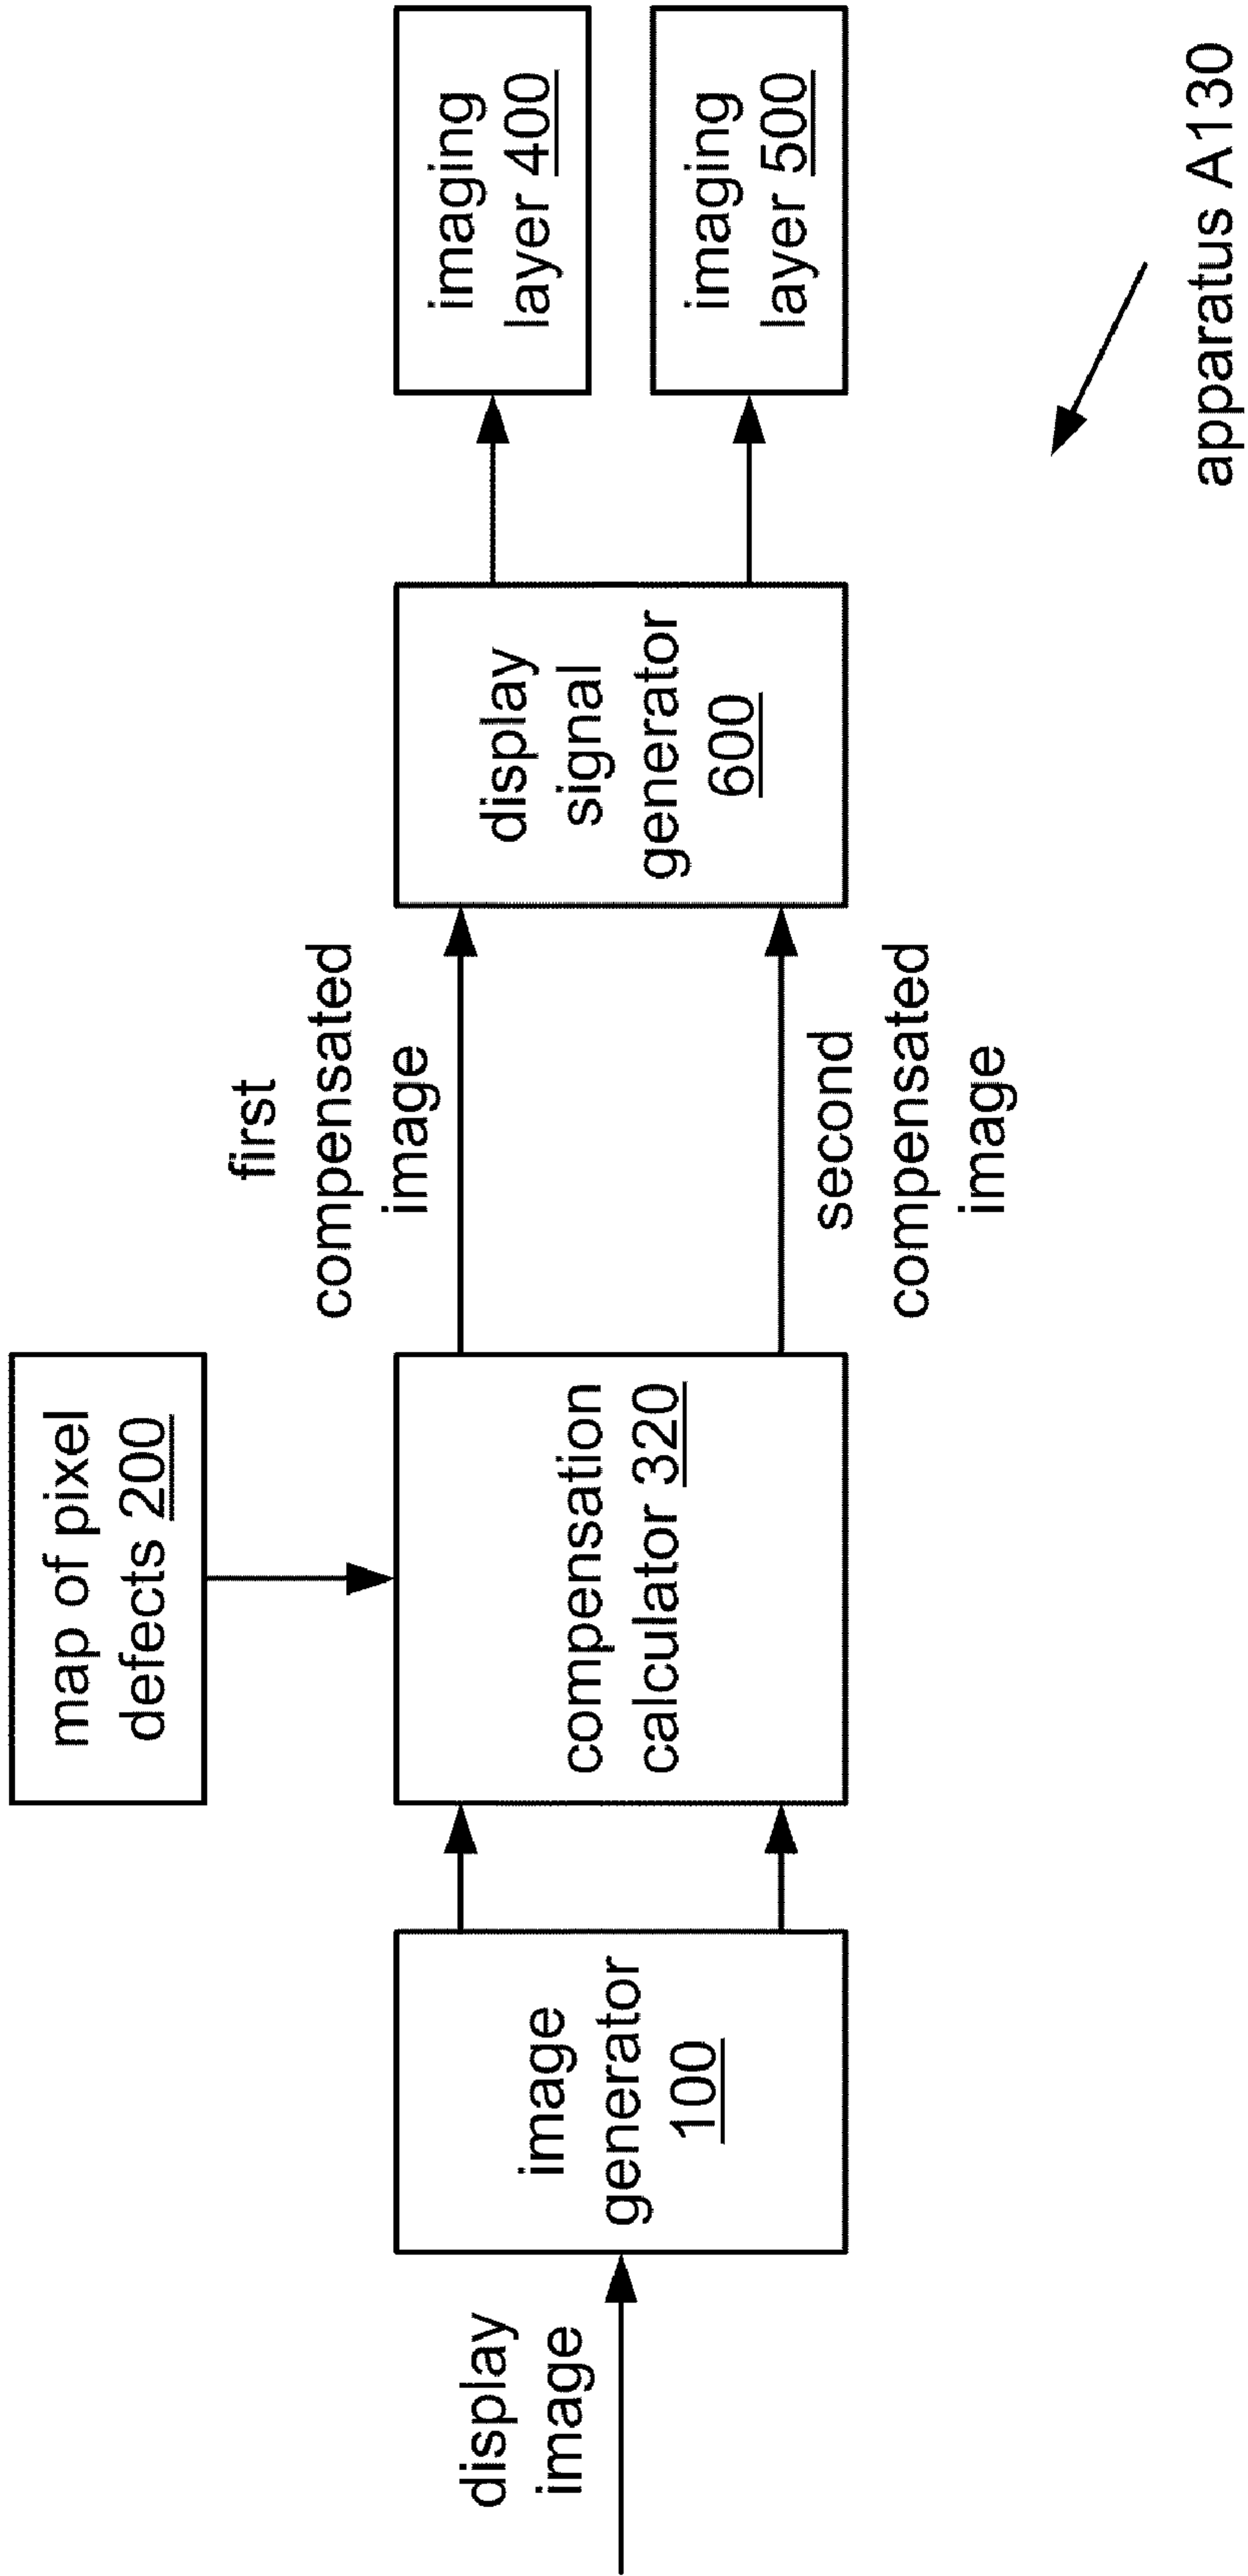 display
image
image
generator
100
map of pixel
defects 200
compensation
calculator 320
first
compensated
image
second
compensated
image
display
signal
generator
600
imaging
layer 400
imaging
layer 500
apparatus A130